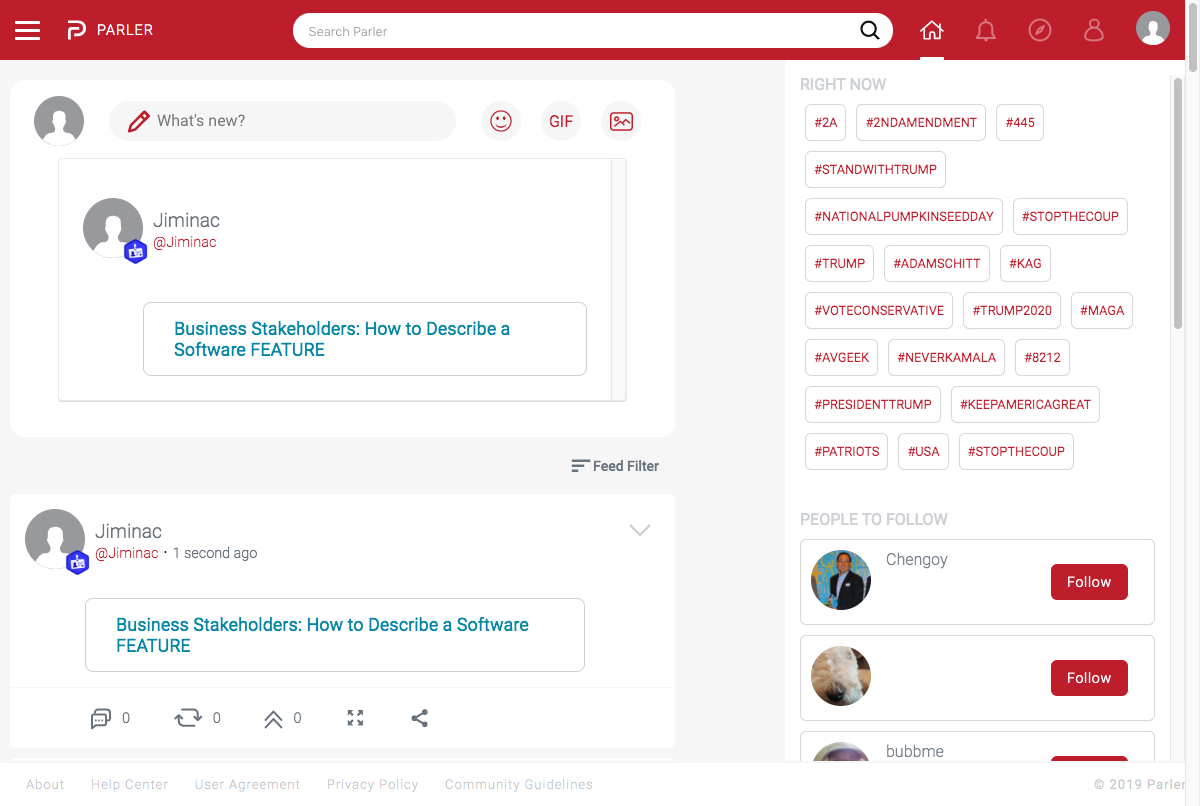 PARLER
Search Parler
What's new?
GIF
Jiminac
@Jiminac
Business Stakeholders: How to Describe a
Software FEATURE
Feed Filter
Jiminac
@Jiminac • 1 second ago
Business Stakeholders: How to Describe a Software
FEATURE
0 0 0
RIGHT NOW
#2A #2NDAMENDMENT #445
#STANDWITHTRUMP
#NATIONALPUMPKINSEEDDAY #STOPTHECOUP
#TRUMP #ADAMSCHITT #KAG
#VOTECONSERVATIVE #TRUMP2020 #MAGA
#AVGEEK #NEVERKAMALA #8212
#PRESIDENTTRUMP #KEEPAMERICAGREAT
#PATRIOTS #USA #STOPTHECOUP
PEOPLE TO FOLLOW
Chengoy
Follow
Follow
bubbme
About Help Center User Agreement Privacy Policy Community Guidelines © 2019 Parler